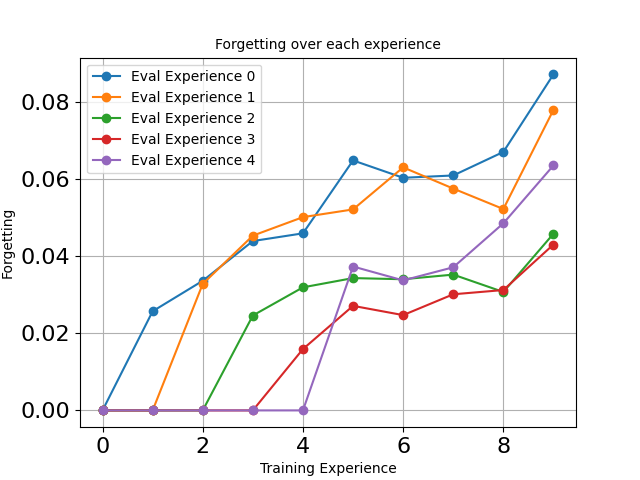 Forgetting over each experience
Eval Experience 0
Eval Experience 1
Eval Experience 2
Eval Experience 3
Eval Experience 4
0.08
0.06
0.04
0.02
0.00
Forgetting
0 2 4 6 8
Training Experience